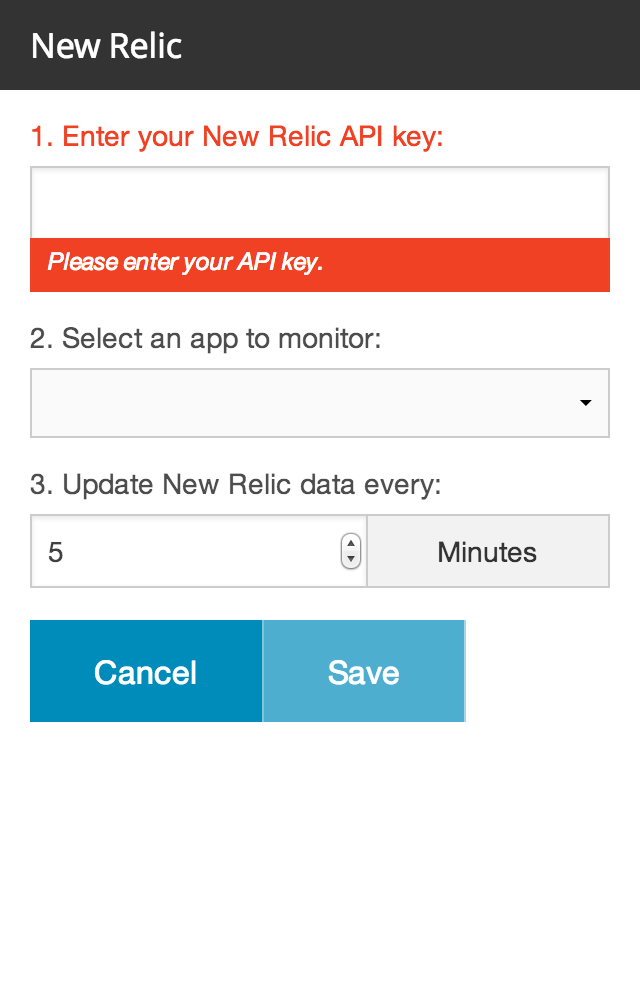 New Relic
1. Enter your New Relic API key:
Please enter your API key.
2. Select an app to monitor:
3. Update New Relic data every:
5 Minutes
Cancel Save